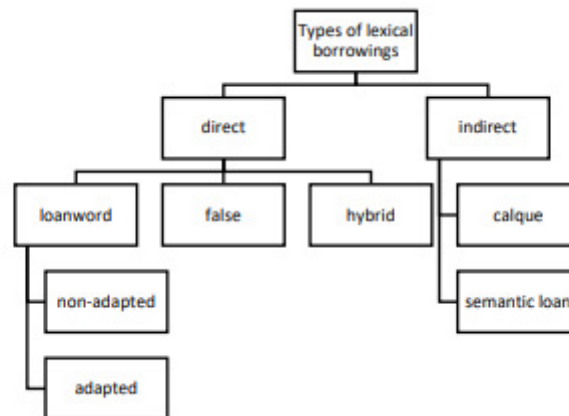 Types of lexical
borrowings
direct
indirect
loanword
false
hybrid
calque
non-adapted
semantic loan
adapted